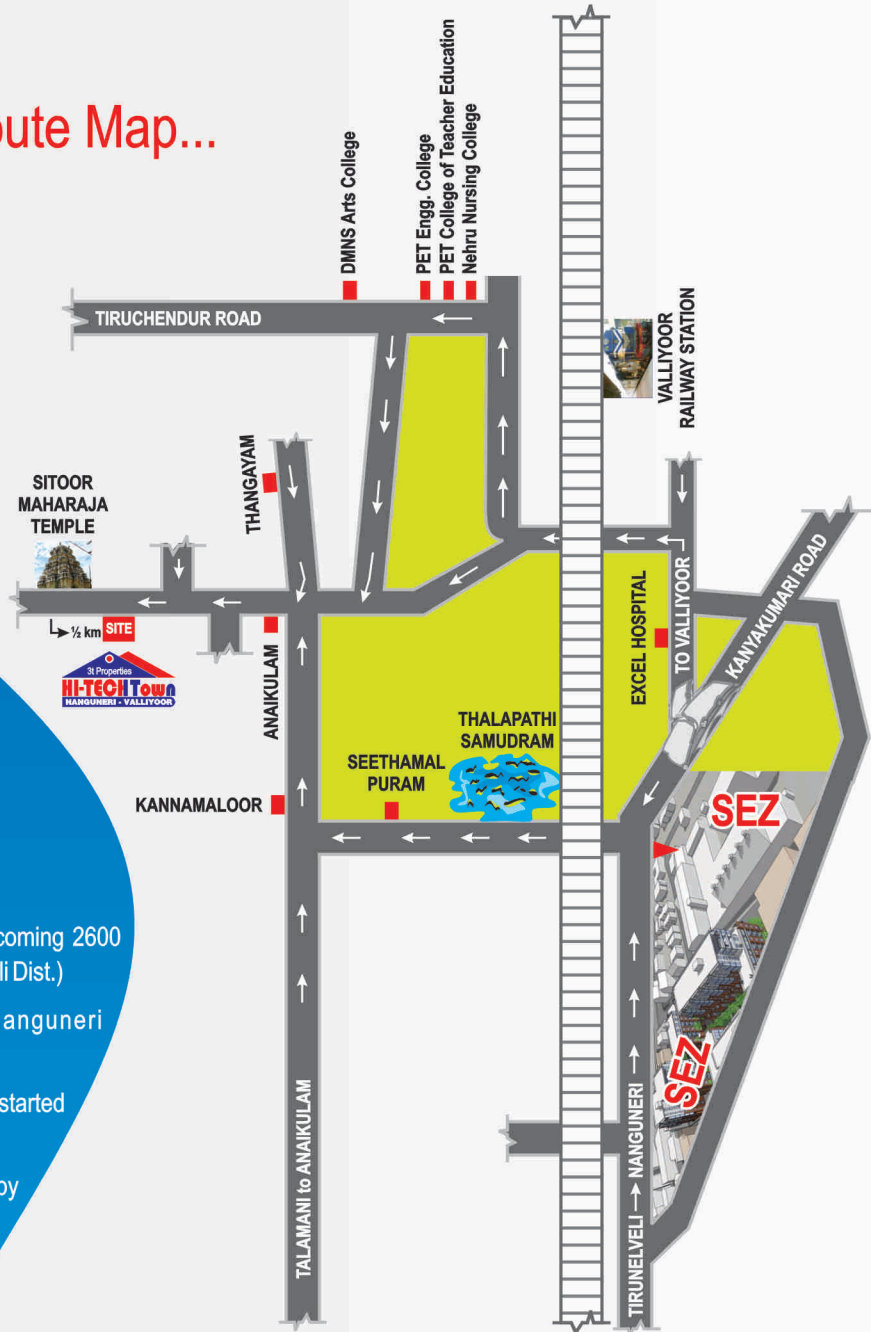 oute Map...
DMNS Arts College
PET Engg. College
PET College of Teacher Education
Nehru Nursing College
TIRUCHENDUR ROAD
VALLIYOOR
RAILWAY STATION
THANGAYAM
SITOOR
MAHARAJA
TEMPLE
½ km
SITE
3t Properties
HI-TECH Town
NANGUNERI - VALLIYOOR
ANAIKULAM
EXCEL HOSPITAL
TO VALLIYOOR
KANYAKUMARI ROAD
THALAPATHI
SAMUDRAM
SEETHAMAL
PURAM
KANNAMALOOR
SEZ
SEZ
coming 2600
li Dist.)
anguneri
started
by
TALAMANI to ANAIKULAM
TIRUNELVELI → NANGUNERI